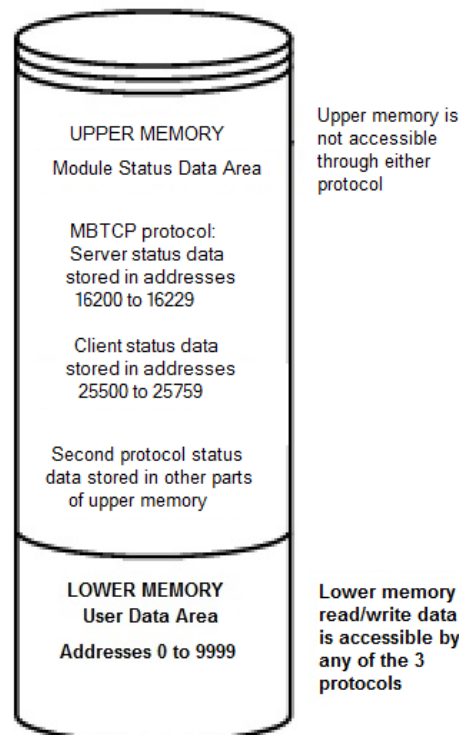 UPPER MEMORY
Module Status Data Area
MBTCP protocol:
Server status data
stored in addresses
16200 to 16229
Client status data
stored in addresses
25500 to 25759
Second protocol status
data stored in other parts
of upper memory
LOWER MEMORY
User Data Area
Addresses 0 to 9999
Upper memory is
not accessible
through either
protocol
Lower memory
read/write data
is accessible by
any of the 3
protocols